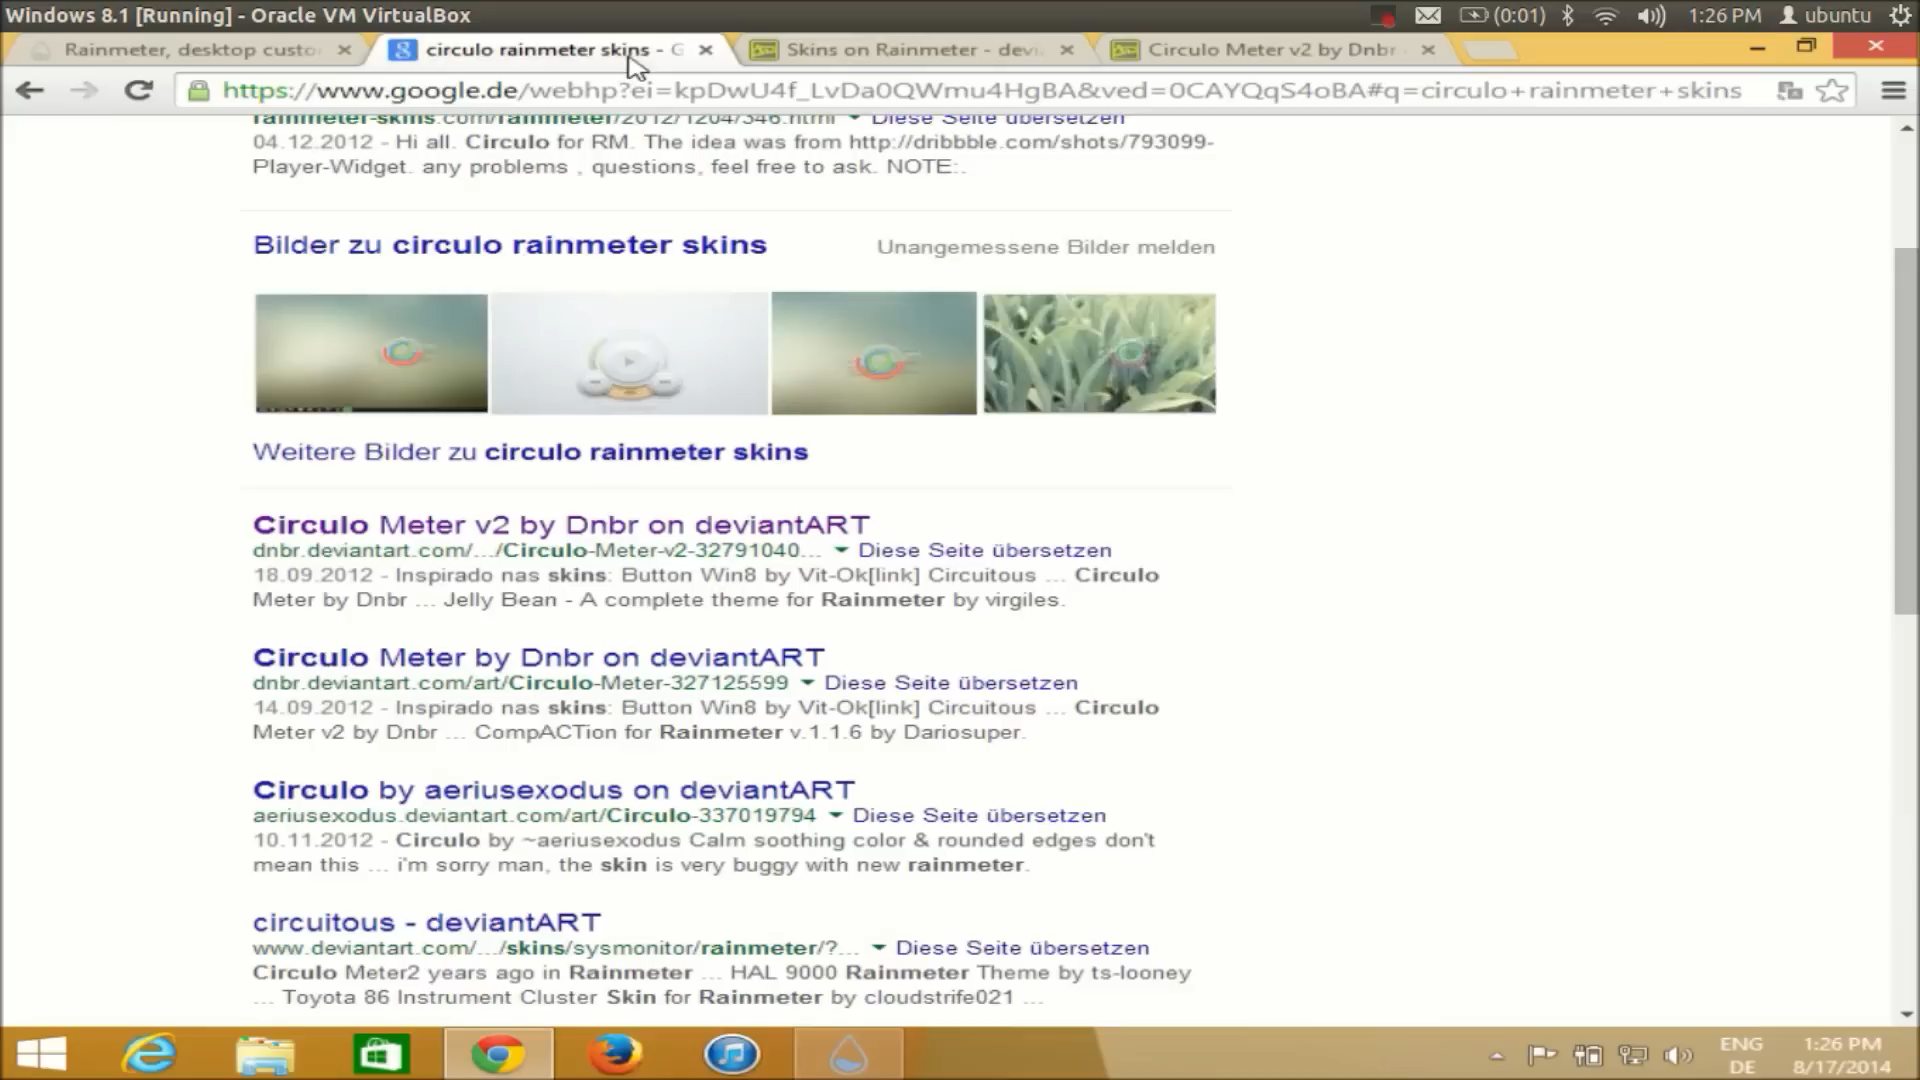 Windows 8.1 [Running] - Oracle VM VirtualBox
(0:01) 1:26 PM ubuntu
Rainmeter, desktop custo
circulo rainmeter skins - G
Skins on Rainmeter - devi
Circulo Meter v2 by Dnbr
https://www.google.de/webhp?ei=kpDwU4f_LvDa0QWmu4HgBA&ved=0CAYQqS4oBA#q=circulo+rainmeter+skins
rainmeter-skins.com/rainmeter/2012/1204/346.html Diese Seite übersetzen
04.12.2012 - Hi all. Circulo for RM. The idea was from http://dribbble.com/shots/793099-
Player-Widget. any problems , questions, feel free to ask. NOTE:.
Bilder zu circulo rainmeter skins
Unangemessene Bilder melden
Weitere Bilder zu circulo rainmeter skins
Circulo Meter v2 by Dnbr on deviantART
dnbr.deviantart.com/.../Circulo-Meter-v2-32791040... Diese Seite übersetzen
18.09.2012 - Inspirado nas skins: Button Win8 by Vit-Ok[link] Circuitous ... Circulo
Meter by Dnbr ... Jelly Bean - A complete theme for Rainmeter by virgiles.
Circulo Meter by Dnbr on deviantART
dnbr.deviantart.com/art/Circulo-Meter-327125599 Diese Seite übersetzen
14.09.2012 - Inspirado nas skins: Button Win8 by Vit-Ok[link] Circuitous ... Circulo
Meter v2 by Dnbr ... CompACTion for Rainmeter v.1.1.6 by Dariosuper.
Circulo by aeriusexodus on deviantART
aeriusexodus.deviantart.com/art/Circulo-337019794 Diese Seite übersetzen
10.11.2012 - Circulo by ~aeriusexodus Calm soothing color & rounded edges don't
mean this ... i'm sorry man, the skin is very buggy with new rainmeter.
circuitous - deviantART
www.deviantart.com/.../skins/sysmonitor/rainmeter/?... Diese Seite übersetzen
Circulo Meter2 years ago in Rainmeter ... HAL 9000 Rainmeter Theme by ts-looney
... Toyota 86 Instrument Cluster Skin for Rainmeter by cloudstrife021 ...
ENG 1:26 PM
DE 8/17/2014